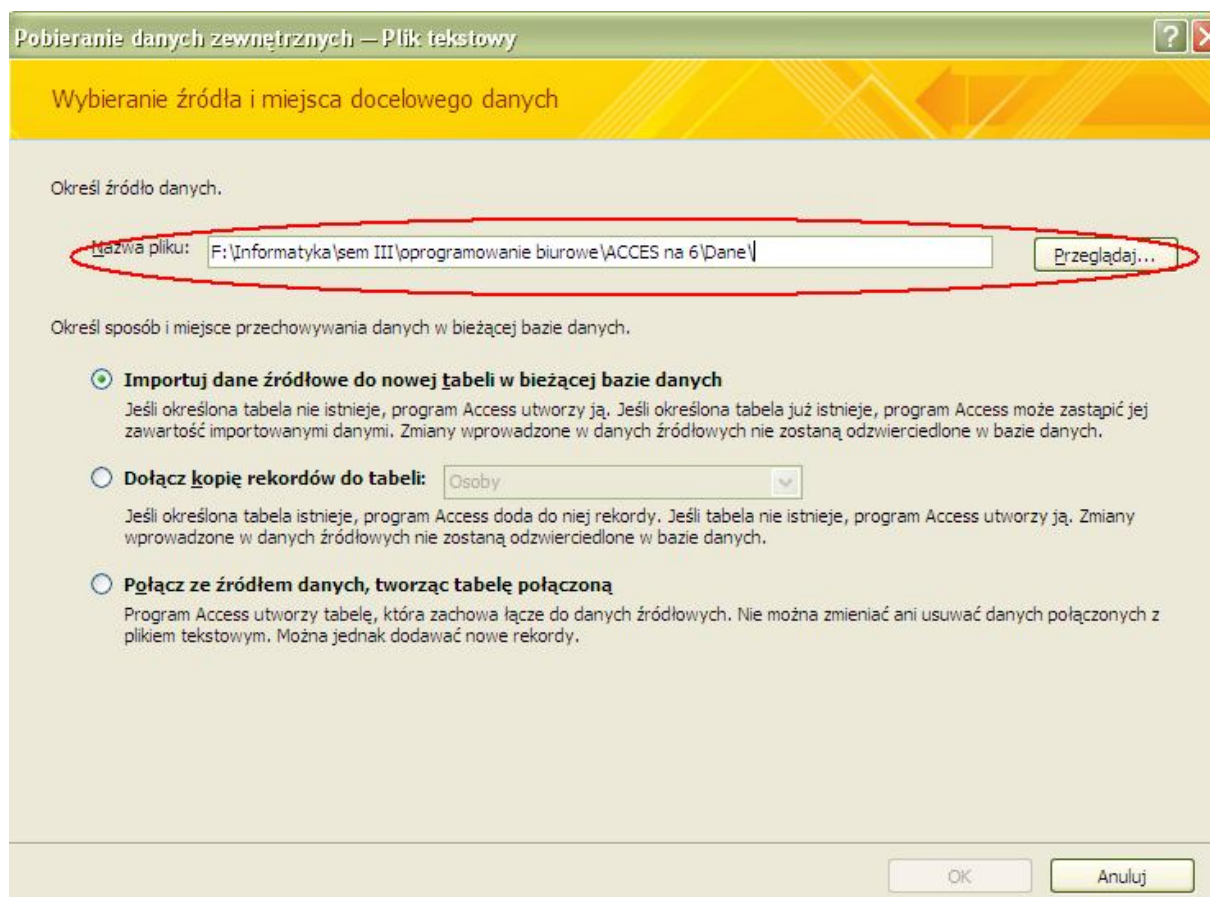 Pobieranie danych zewnętrznych — Plik tekstowy
Wybieranie źródła i miejsca docelowego danych
Określ źródło danych.
Nazwa pliku: F:\Informatyka\sem III\oprogramowanie biurowe\ACCES na 6\Dane\ Przeglądaj...
Określ sposób i miejsce przechowywania danych w bieżącej bazie danych.
Importuj dane źródłowe do nowej tabeli w bieżącej bazie danych
Jeśli określona tabela nie istnieje, program Access utworzy ją. Jeśli określona tabela już istnieje, program Access może zastąpić jej
zawartość importowanymi danymi. Zmiany wprowadzone w danych źródłowych nie zostaną odzwierciedlone w bazie danych.
Dołącz kopię rekordów do tabeli: Osoby
Jeśli określona tabela istnieje, program Access doda do niej rekordy. Jeśli tabela nie istnieje, program Access utworzy ją. Zmiany
wprowadzone w danych źródłowych nie zostaną odzwierciedlone w bazie danych.
Połącz ze źródłem danych, tworząc tabelę połączoną
Program Access utworzy tabelę, która zachowa łącze do danych źródłowych. Nie można zmieniać ani usuwać danych połączonych z
plikiem tekstowym. Można jednak dodawać nowe rekordy.
OK Anuluj